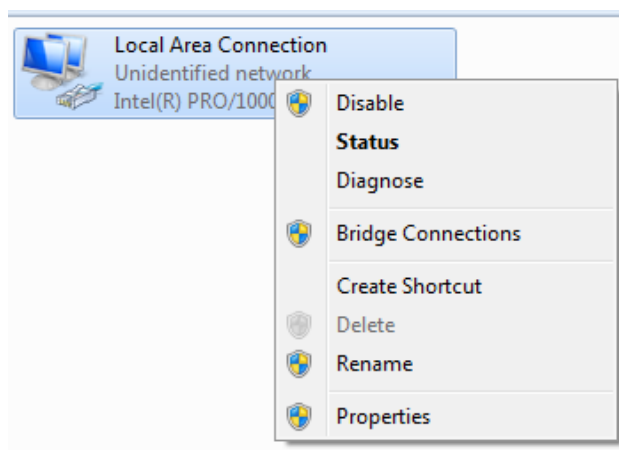 Local Area Connection
Unidentified network
Intel(R) PRO/1000
Disable
Status
Diagnose
Bridge Connections
Create Shortcut
Delete
Rename
Properties